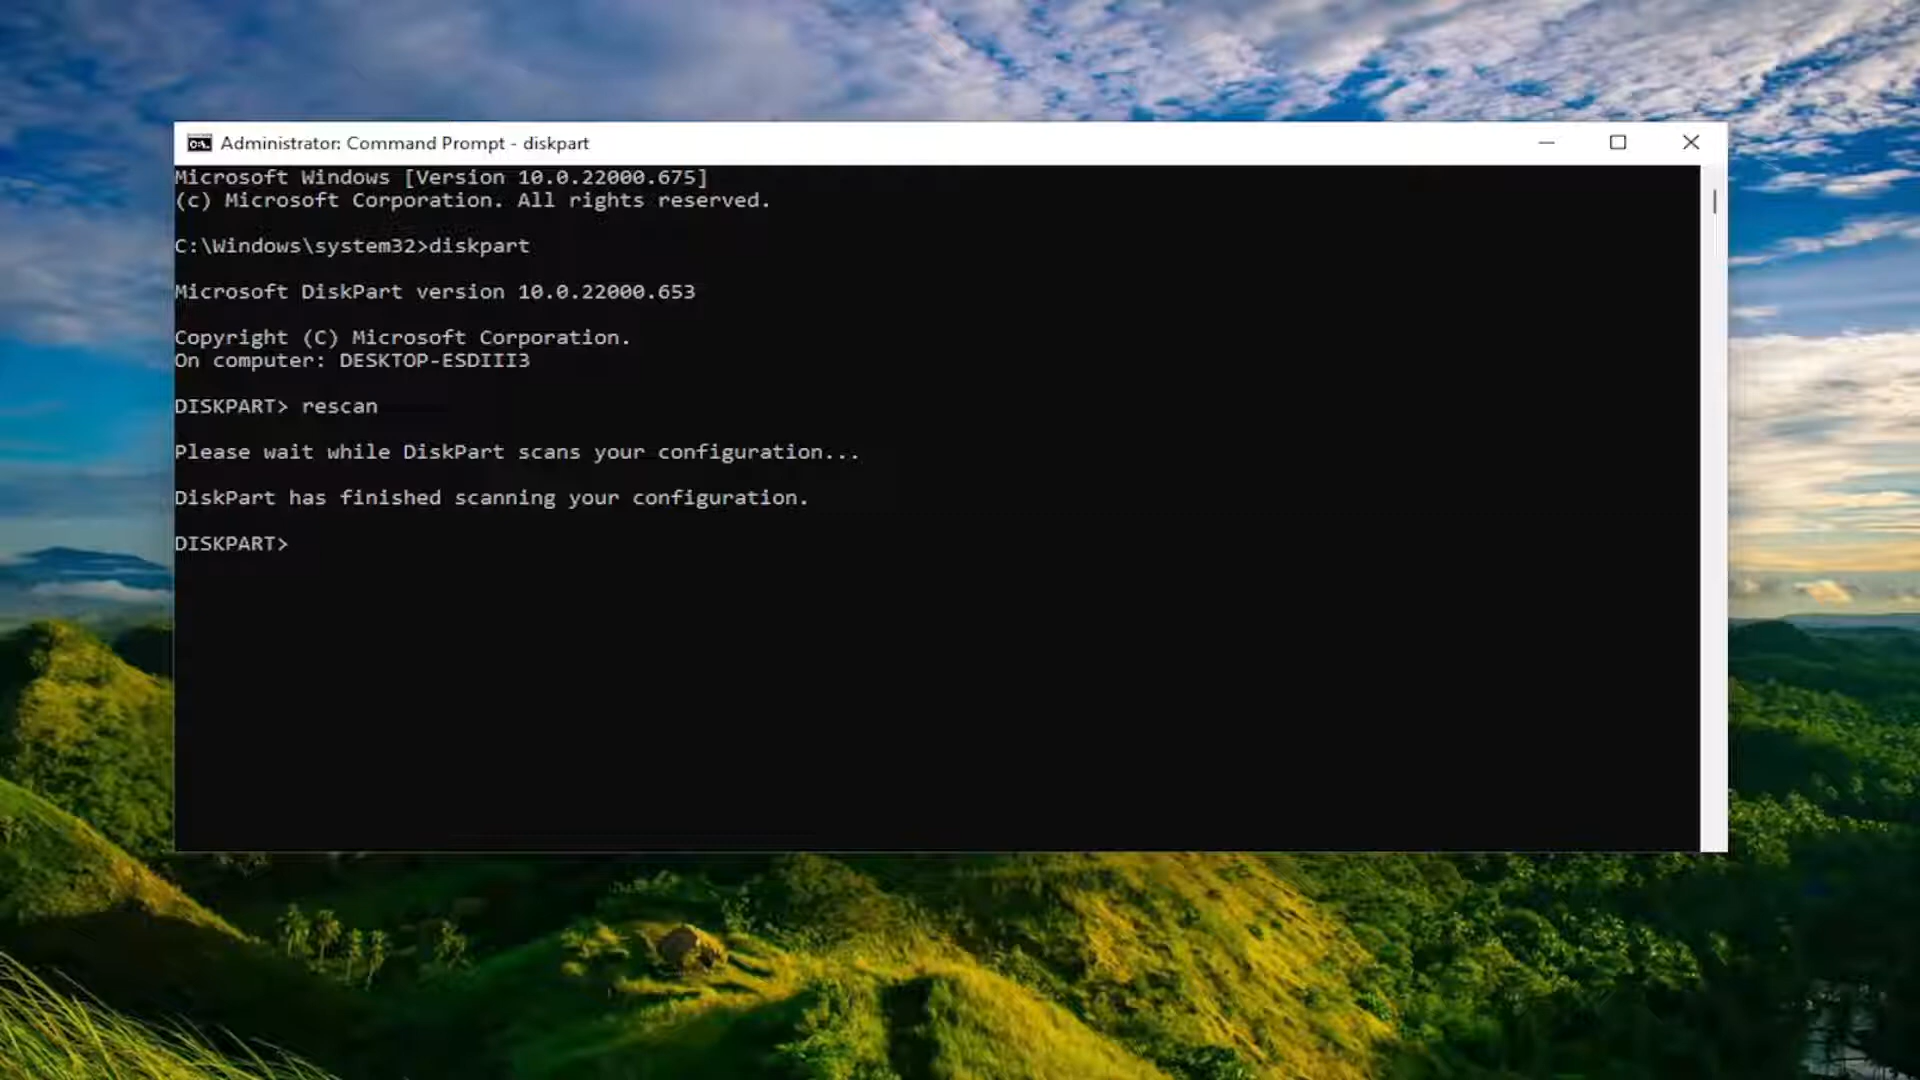 Administrator: Command Prompt - diskpart
Microsoft Windows [Version 10.0.22000.675]
(c) Microsoft Corporation. All rights reserved.
C:\Windows\system32>diskpart
Microsoft DiskPart version 10.0.22000.653
Copyright (C) Microsoft Corporation.
On computer: DESKTOP-ESDIII3
DISKPART> rescan
Please wait while DiskPart scans your configuration...
DiskPart has finished scanning your configuration.
DISKPART>